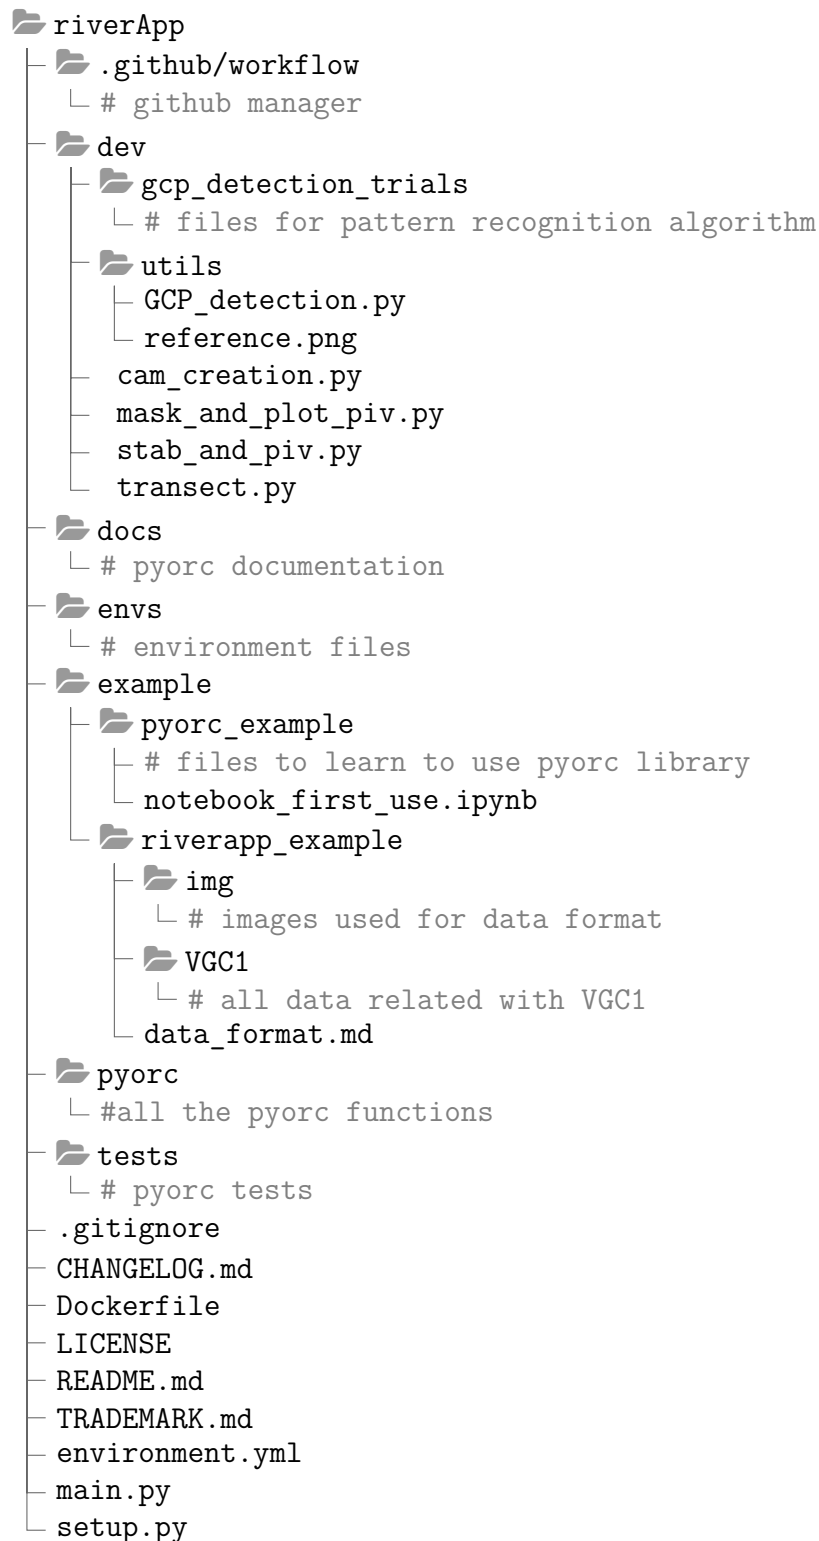 riverApp
.github/workflow
# github manager
dev
gcp_detection_trials
# files for pattern recognition algorithm
utils
GCP_detection.py
reference.png
cam_creation.py
mask_and_plot_piv.py
stab_and_piv.py
transect.py
docs
# pyorc documentation
envs
# environment files
example
pyorc_example
# files to learn to use pyorc library
notebook_first_use.ipynb
riverapp_example
img
# images used for data format
VGC1
# all data related with VGC1
data_format.md
pyorc
#all the pyorc functions
tests
# pyorc tests
.gitignore
CHANGELOG.md
Dockerfile
LICENSE
README.md
TRADEMARK.md
environment.yml
main.py
setup.py